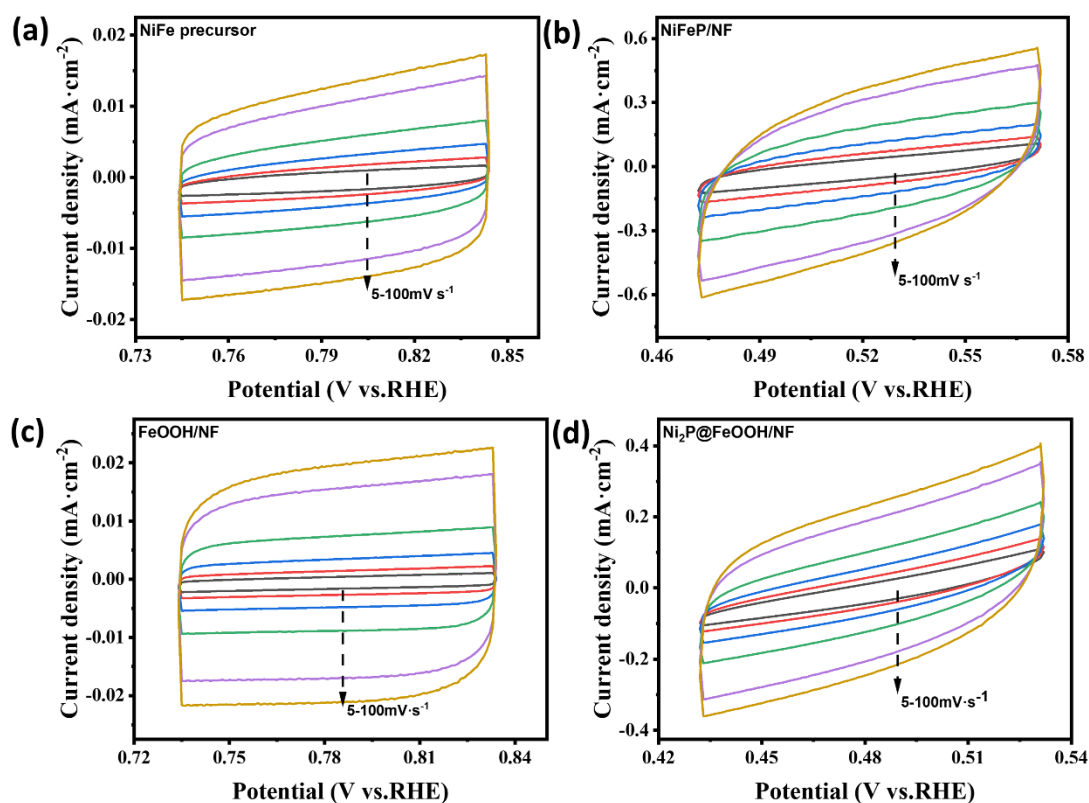 (a)
NiFe precursor
Current density (mA·cm⁻²)
0.02
0.01
0.00
-0.01
-0.02
5-100mV s⁻¹
0.73
0.76
0.79
0.82
0.85
Potential (V vs.RHE)
(b)
NiFeP/NF
Current density (mA·cm⁻²)
0.6
0.3
0.0
-0.3
-0.6
5-100mV s⁻¹
0.46
0.49
0.52
0.55
0.58
Potential (V vs.RHE)
(c)
FeOOH/NF
Current density (mA·cm⁻²)
0.02
0.01
0.00
-0.01
-0.02
5-100mV·s⁻¹
0.72
0.75
0.78
0.81
0.84
Potential (V vs.RHE)
(d)
Ni₂P@FeOOH/NF
Current density (mA·cm⁻²)
0.4
0.2
0.0
-0.2
-0.4
5-100mV·s⁻¹
0.42
0.45
0.48
0.51
0.54
Potential (V vs.RHE)